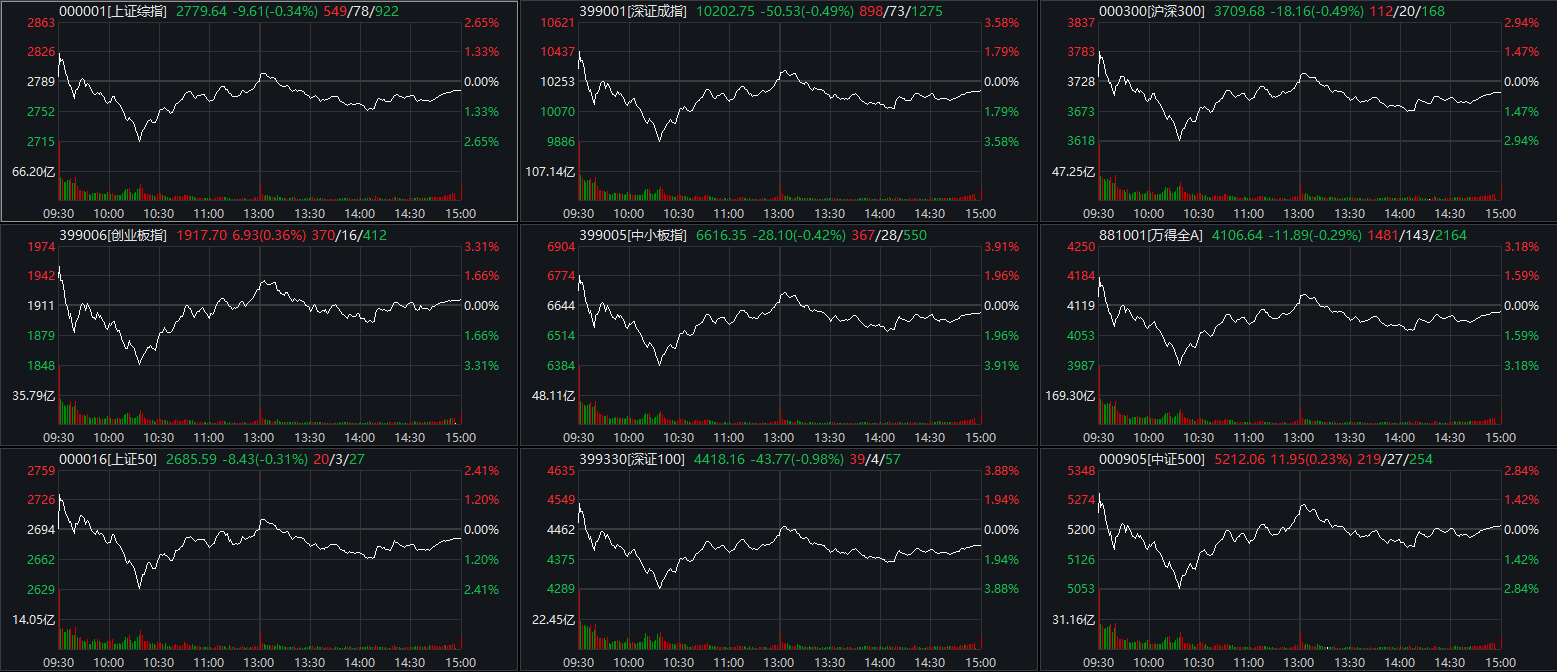 000001[上证综指] 2779.64 -9.61(-0.34%) 549/78/922
2863 2.65%
2826 1.33%
2789 0.00%
2752 1.33%
2715 2.65%
66.20亿
09:30 10:00 10:30 11:00 13:00 13:30 14:00 14:30 15:00
399001[深证成指] 10202.75 -50.53(-0.49%) 898/73/1275
10621 3.58%
10437 1.79%
10253 0.00%
10070 1.79%
9886 3.58%
107.14亿
09:30 10:00 10:30 11:00 13:00 13:30 14:00 14:30 15:00
000300[沪深300] 3709.68 -18.16(-0.49%) 112/20/168
3837 2.94%
3783 1.47%
3728 0.00%
3673 1.47%
3618 2.94%
47.25亿
09:30 10:00 10:30 11:00 13:00 13:30 14:00 14:30 15:00
399006[创业板指] 1917.70 6.93(0.36%) 370/16/412
1974 3.31%
1942 1.66%
1911 0.00%
1879 1.66%
1848 3.31%
35.79亿
09:30 10:00 10:30 11:00 13:00 13:30 14:00 14:30 15:00
399005[中小板指] 6616.35 -28.10(-0.42%) 367/28/550
6904 3.91%
6774 1.96%
6644 0.00%
6514 1.96%
6384 3.91%
48.11亿
09:30 10:00 10:30 11:00 13:00 13:30 14:00 14:30 15:00
881001[万得全A] 4106.64 -11.89(-0.29%) 1481/143/2164
4250 3.18%
4184 1.59%
4119 0.00%
4053 1.59%
3987 3.18%
169.30亿
09:30 10:00 10:30 11:00 13:00 13:30 14:00 14:30 15:00
000016[上证50] 2685.59 -8.43(-0.31%) 20/3/27
2759 2.41%
2726 1.20%
2694 0.00%
2662 1.20%
2629 2.41%
14.05亿
09:30 10:00 10:30 11:00 13:00 13:30 14:00 14:30 15:00
399330[深证100] 4418.16 -43.77(-0.98%) 39/4/57
4635 3.88%
4549 1.94%
4462 0.00%
4375 1.94%
4289 3.88%
22.45亿
09:30 10:00 10:30 11:00 13:00 13:30 14:00 14:30 15:00
000905[中证500] 5212.06 11.95(0.23%) 219/27/254
5348 2.84%
5274 1.42%
5200 0.00%
5126 1.42%
5053 2.84%
31.16亿
09:30 10:00 10:30 11:00 13:00 13:30 14:00 14:30 15:00